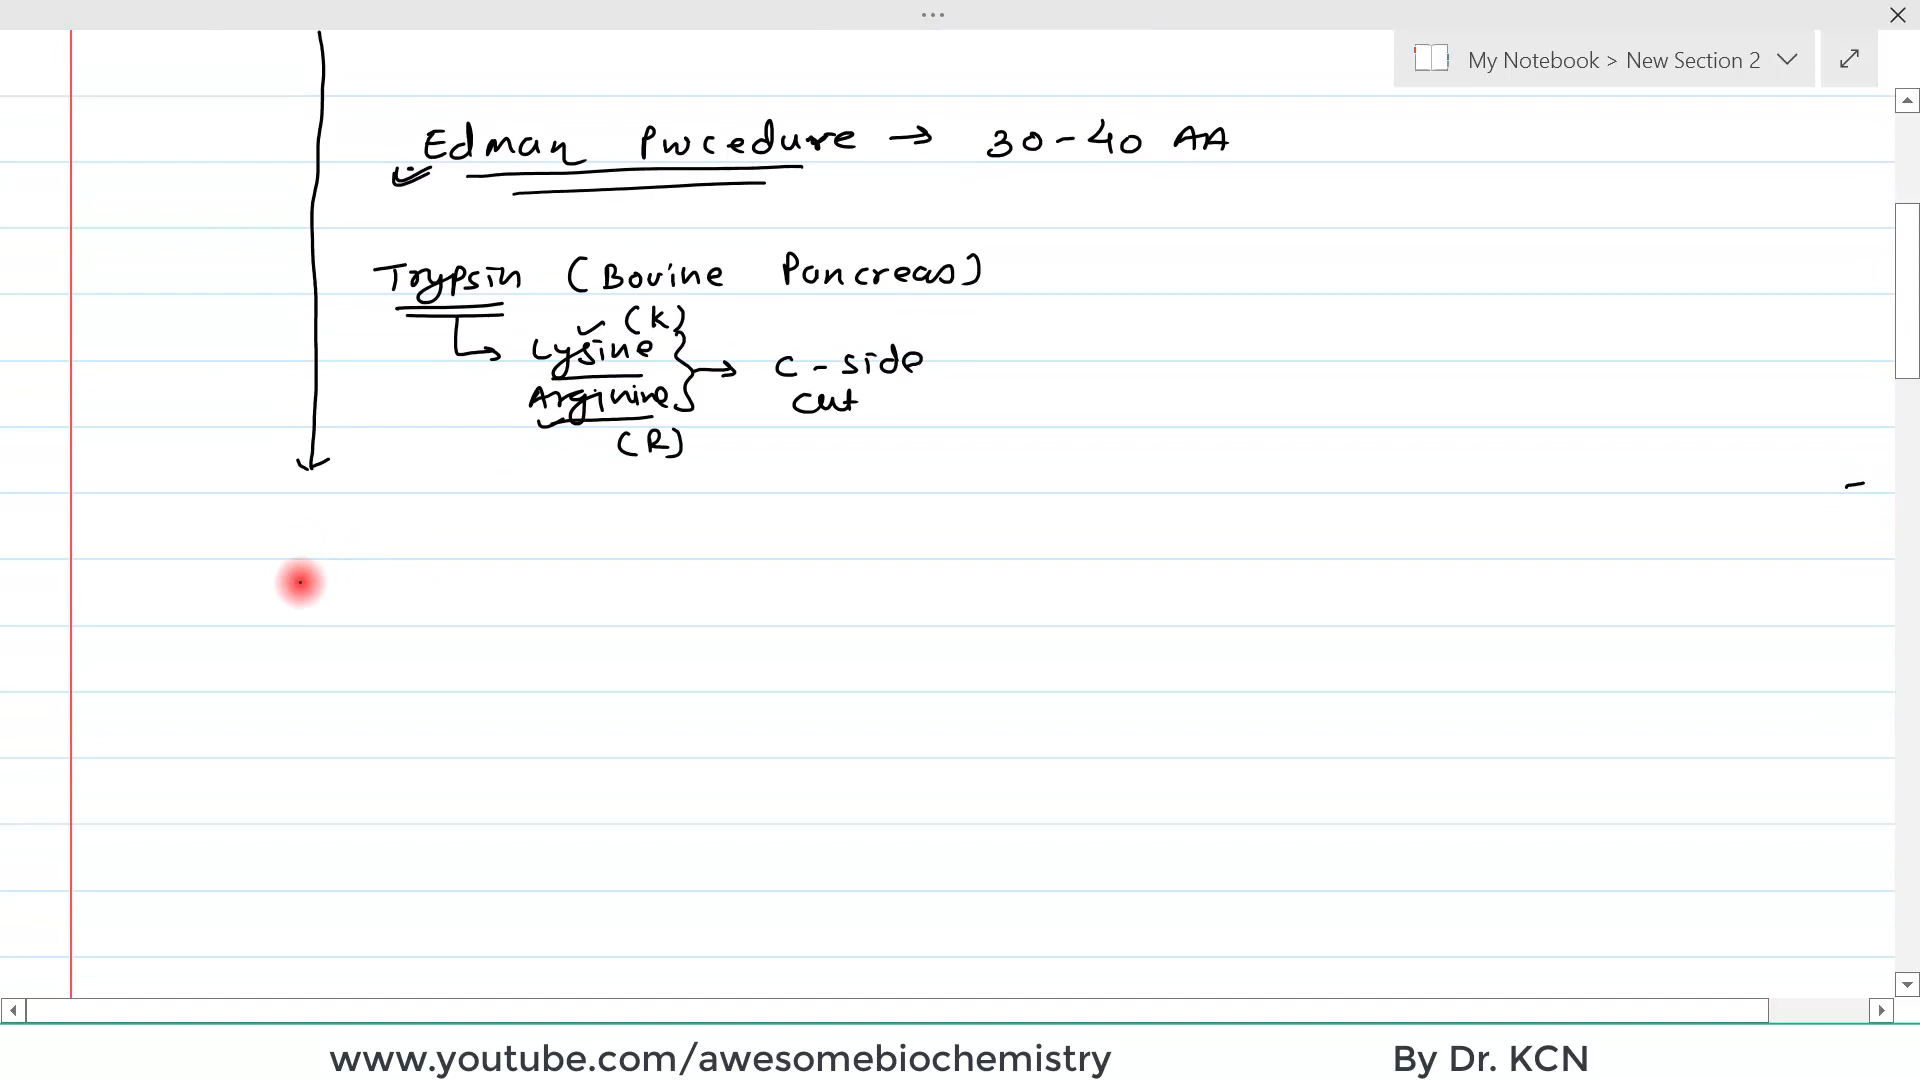 My Notebook > New Section 2
Edman Procedure → 30-40 AA
Trypsin (Bovine Pancreas)
(K)
Lysine
C-side
Arginine
cut
(R)
www.youtube.com/awesomebiochemistry
By Dr. KCN